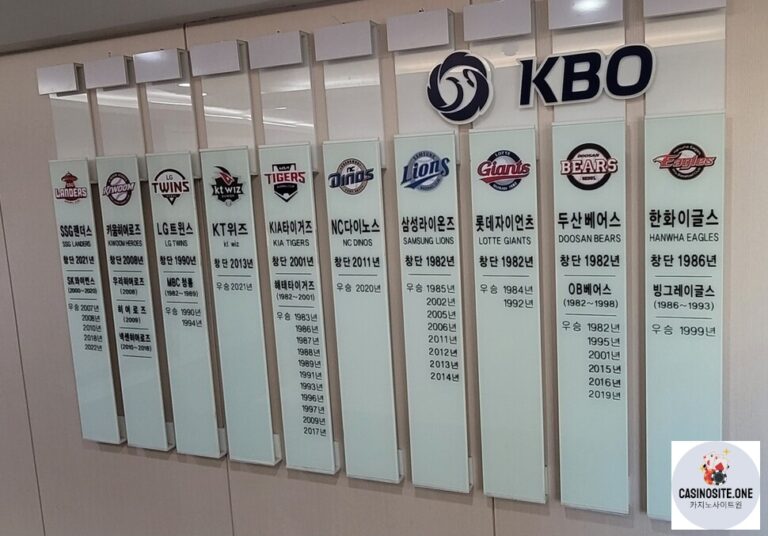 KBO
LANDERS
SSG랜더스
SSG LANDERS
창단 2021년
SK와이번스
(2000~2020)
우승 2007년
2008년
2010년
2018년
2022년
KIWOOM
키움히어로즈
KIWOOM HEROES
창단 2008년
우리히어로즈
(2008)
히어로즈
(2009)
넥센히어로즈
(2010~2018)
LG
TWINS
LG트윈스
LG TWINS
창단 1990년
MBC 청룡
(1982~1989)
우승 1990년
1994년
kt wiz
KT위즈
kt wiz
창단 2013년
우승 2021년
KIA
TIGERS
KIA타이거즈
KIA TIGERS
창단 2001년
해태타이거즈
(1982~2001)
우승 1983년
1986년
1987년
1988년
1989년
1991년
1993년
1996년
1997년
2009년
2017년
DINOS
NC다이노스
NC DINOS
창단 2011년
우승 2020년
SAMSUNG
Lions
삼성라이온즈
SAMSUNG LIONS
창단 1982년
우승 1985년
2002년
2005년
2006년
2011년
2012년
2013년
2014년
LOTTE
Giants
롯데자이언츠
LOTTE GIANTS
창단 1982년
우승 1984년
1992년
DOOSAN
BEARS
두산베어스
DOOSAN BEARS
창단 1982년
OB베어스
(1982~1998)
우승 1982년
1995년
2001년
2015년
2016년
2019년
Eagles
한화이글스
HANWHA EAGLES
창단 1986년
빙그레이글스
(1986~1993)
우승 1999년
CASINOSITE.ONE
카지노사이트원